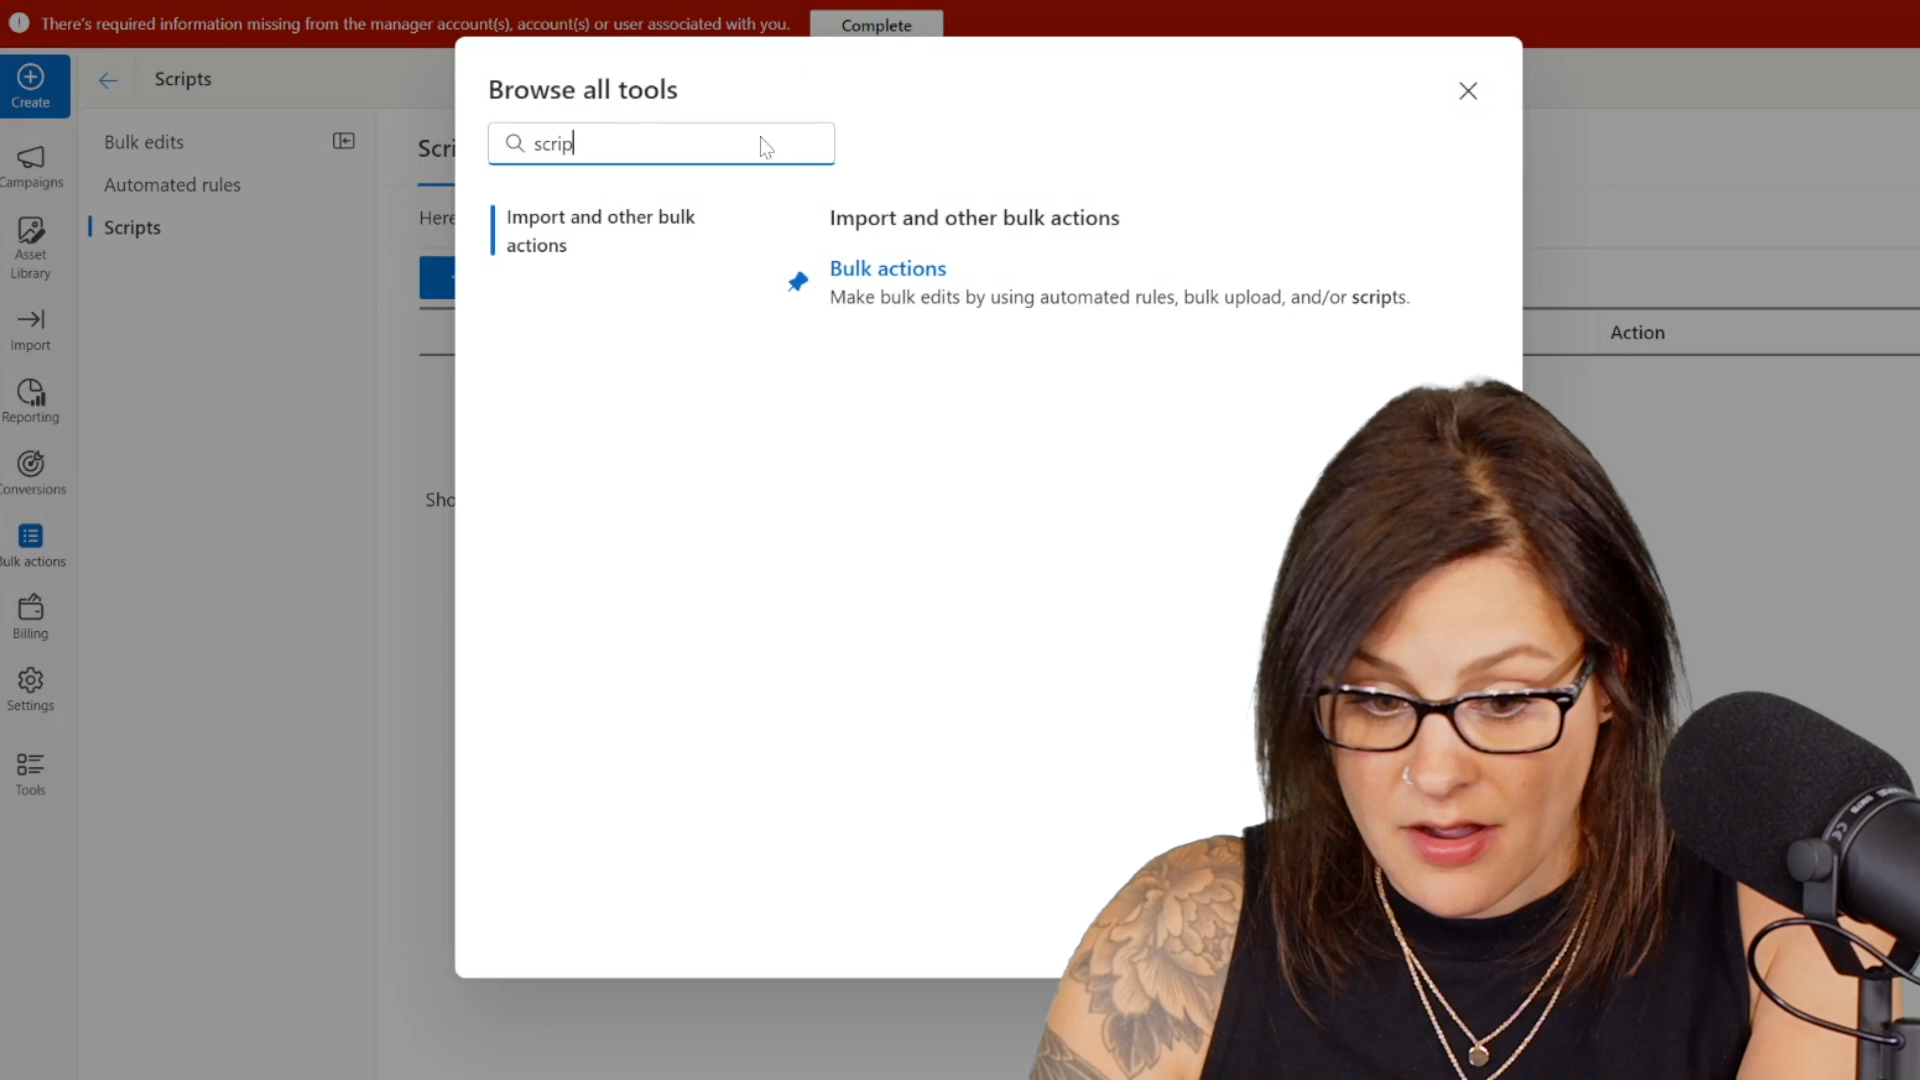 There's required information missing from the manager account(s), account(s) or user associated with you.
Complete
Create
Scripts
Campaigns
Asset
Library
Import
Reporting
Conversions
Bulk actions
Billing
Settings
Tools
Bulk edits
Automated rules
Scripts
Scri
Here
Sho
Browse all tools
scrip
Import and other bulk
actions
Import and other bulk actions
Bulk actions
Make bulk edits by using automated rules, bulk upload, and/or scripts.
Action